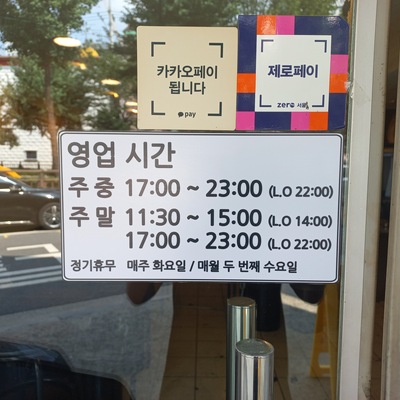 카카오페이
됩니다
pay
제로페이
zero 서울
영업 시간
주중 17:00 ~ 23:00 (L.O 22:00)
주말 11:30 ~ 15:00 (L.O 14:00)
17:00 ~ 23:00 (L.O 22:00)
정기휴무 매주 화요일 / 매월 두 번째 수요일